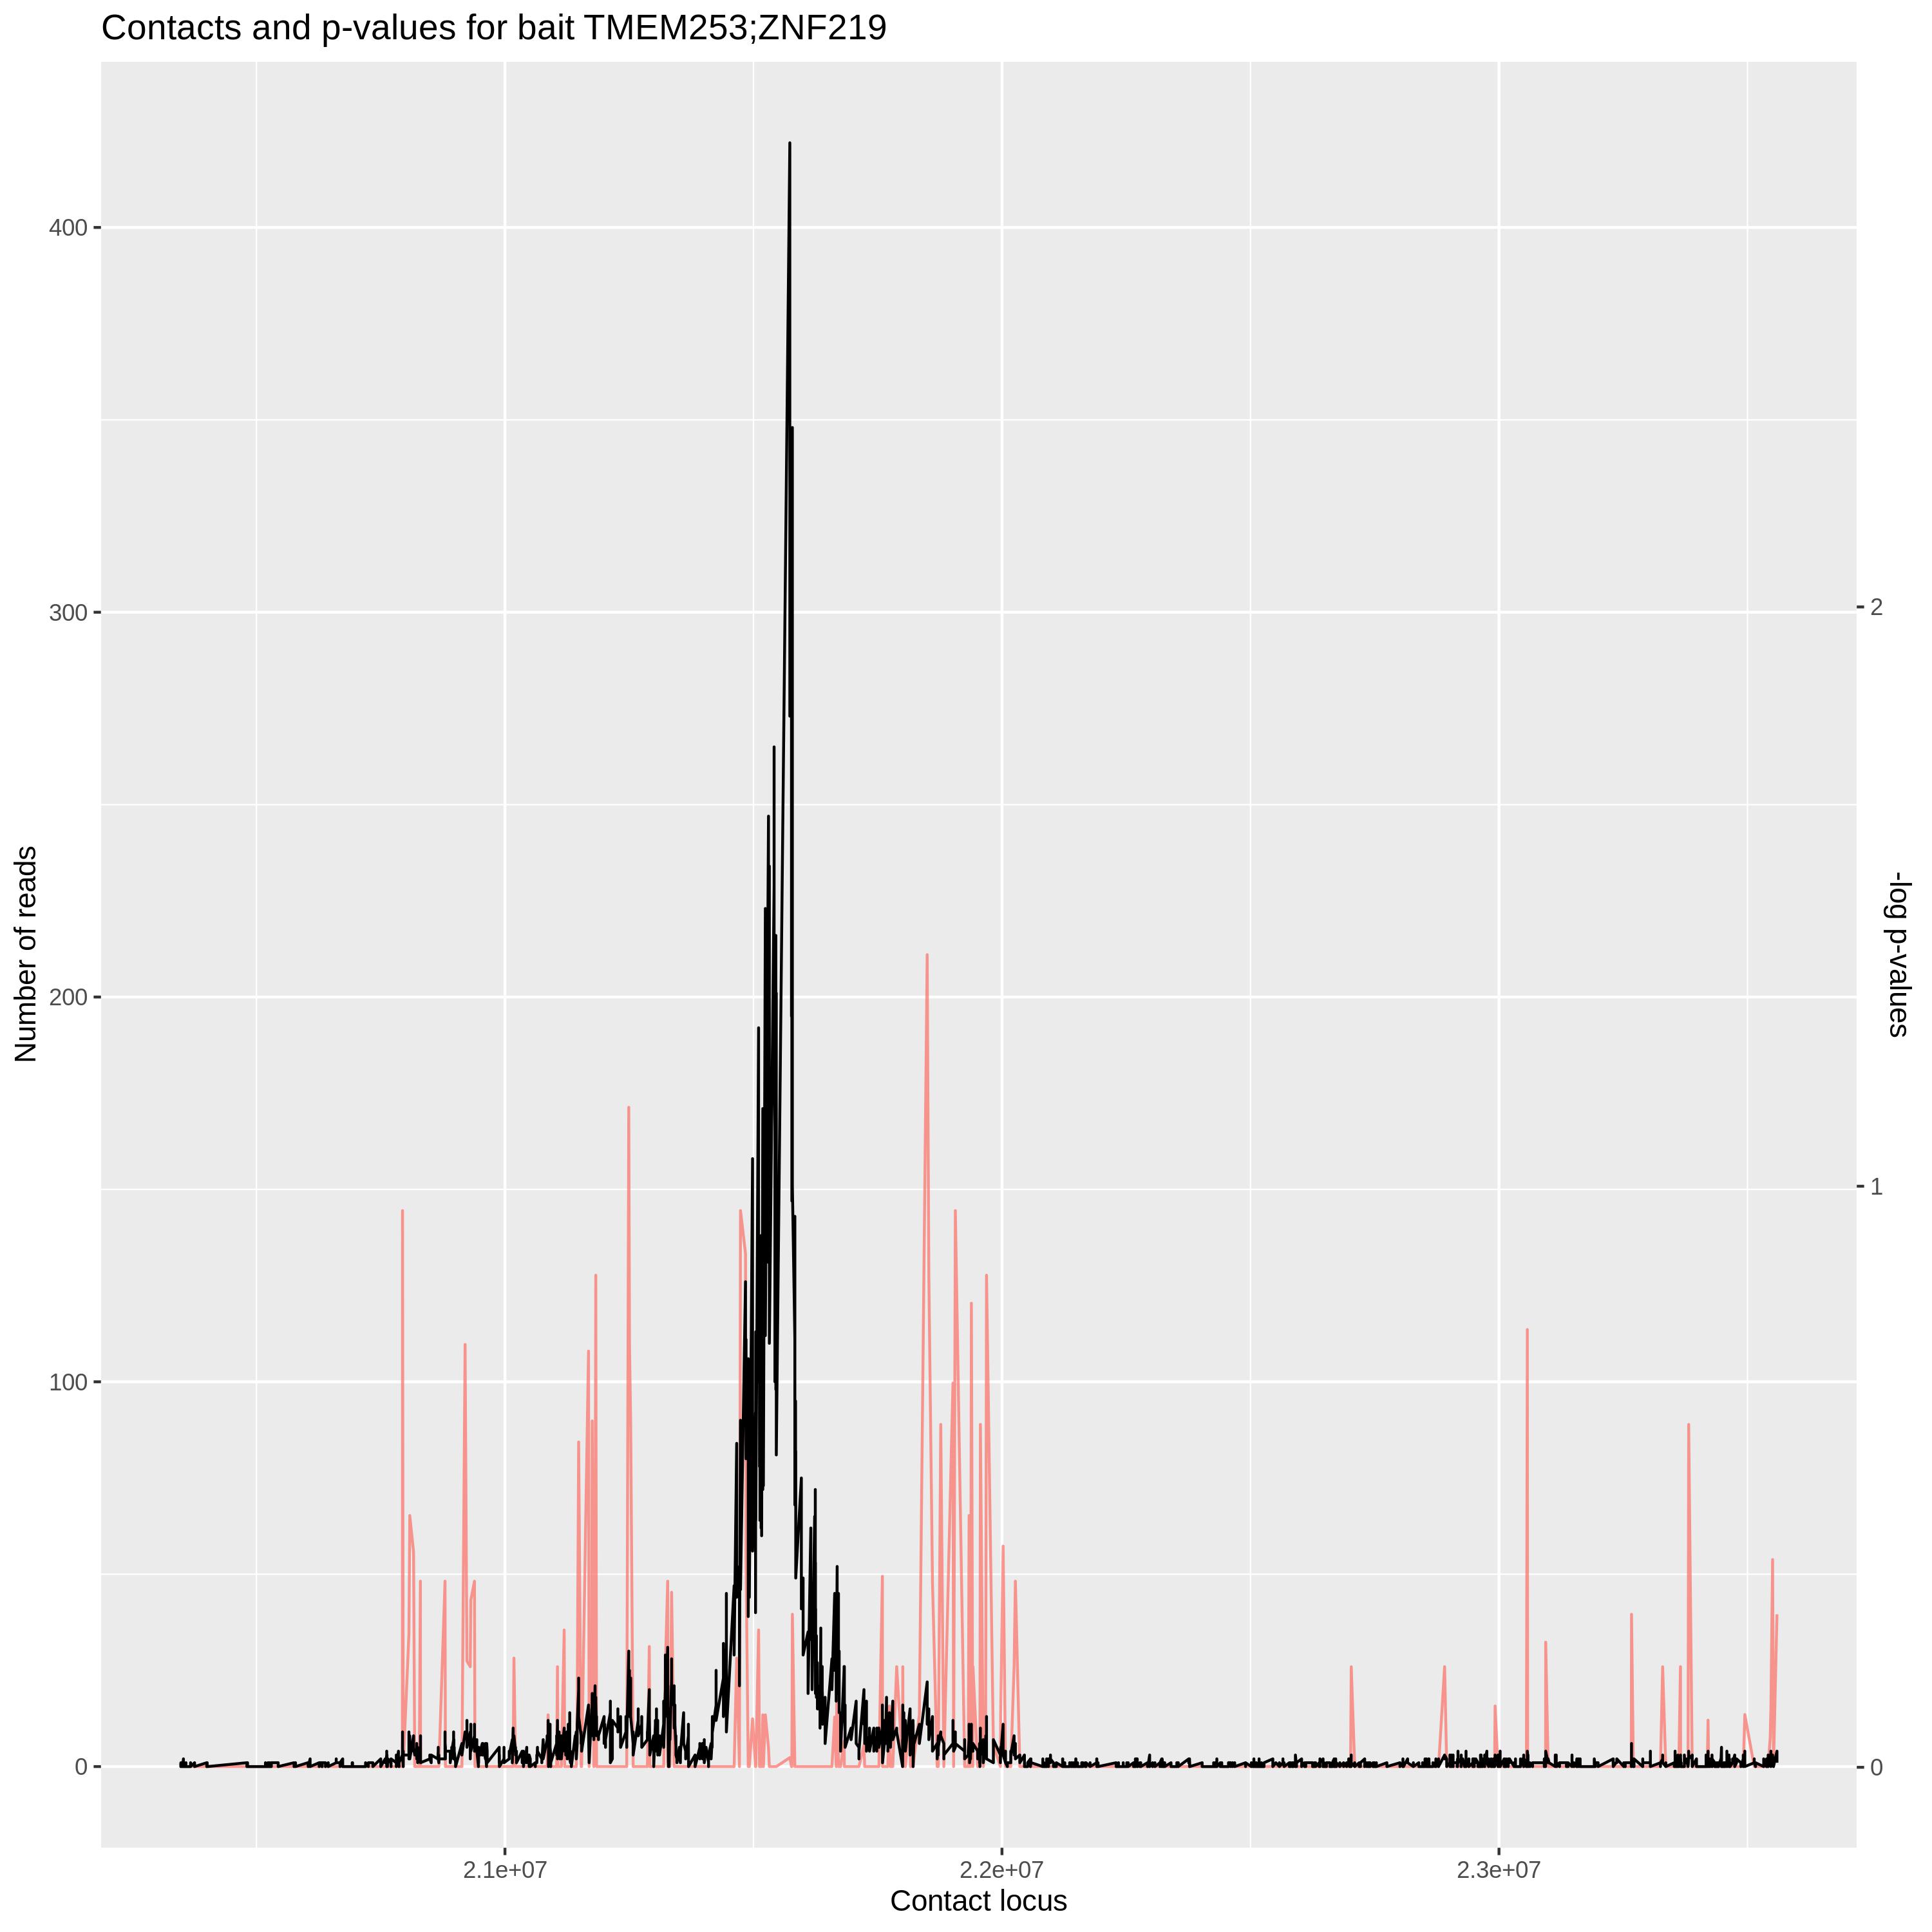 Contacts and p-values for bait TMEM253;ZNF219
400
300
200
100
0
2
1
0
Number of reads
-log p-values
2.1e+07
2.2e+07
2.3e+07
Contact locus